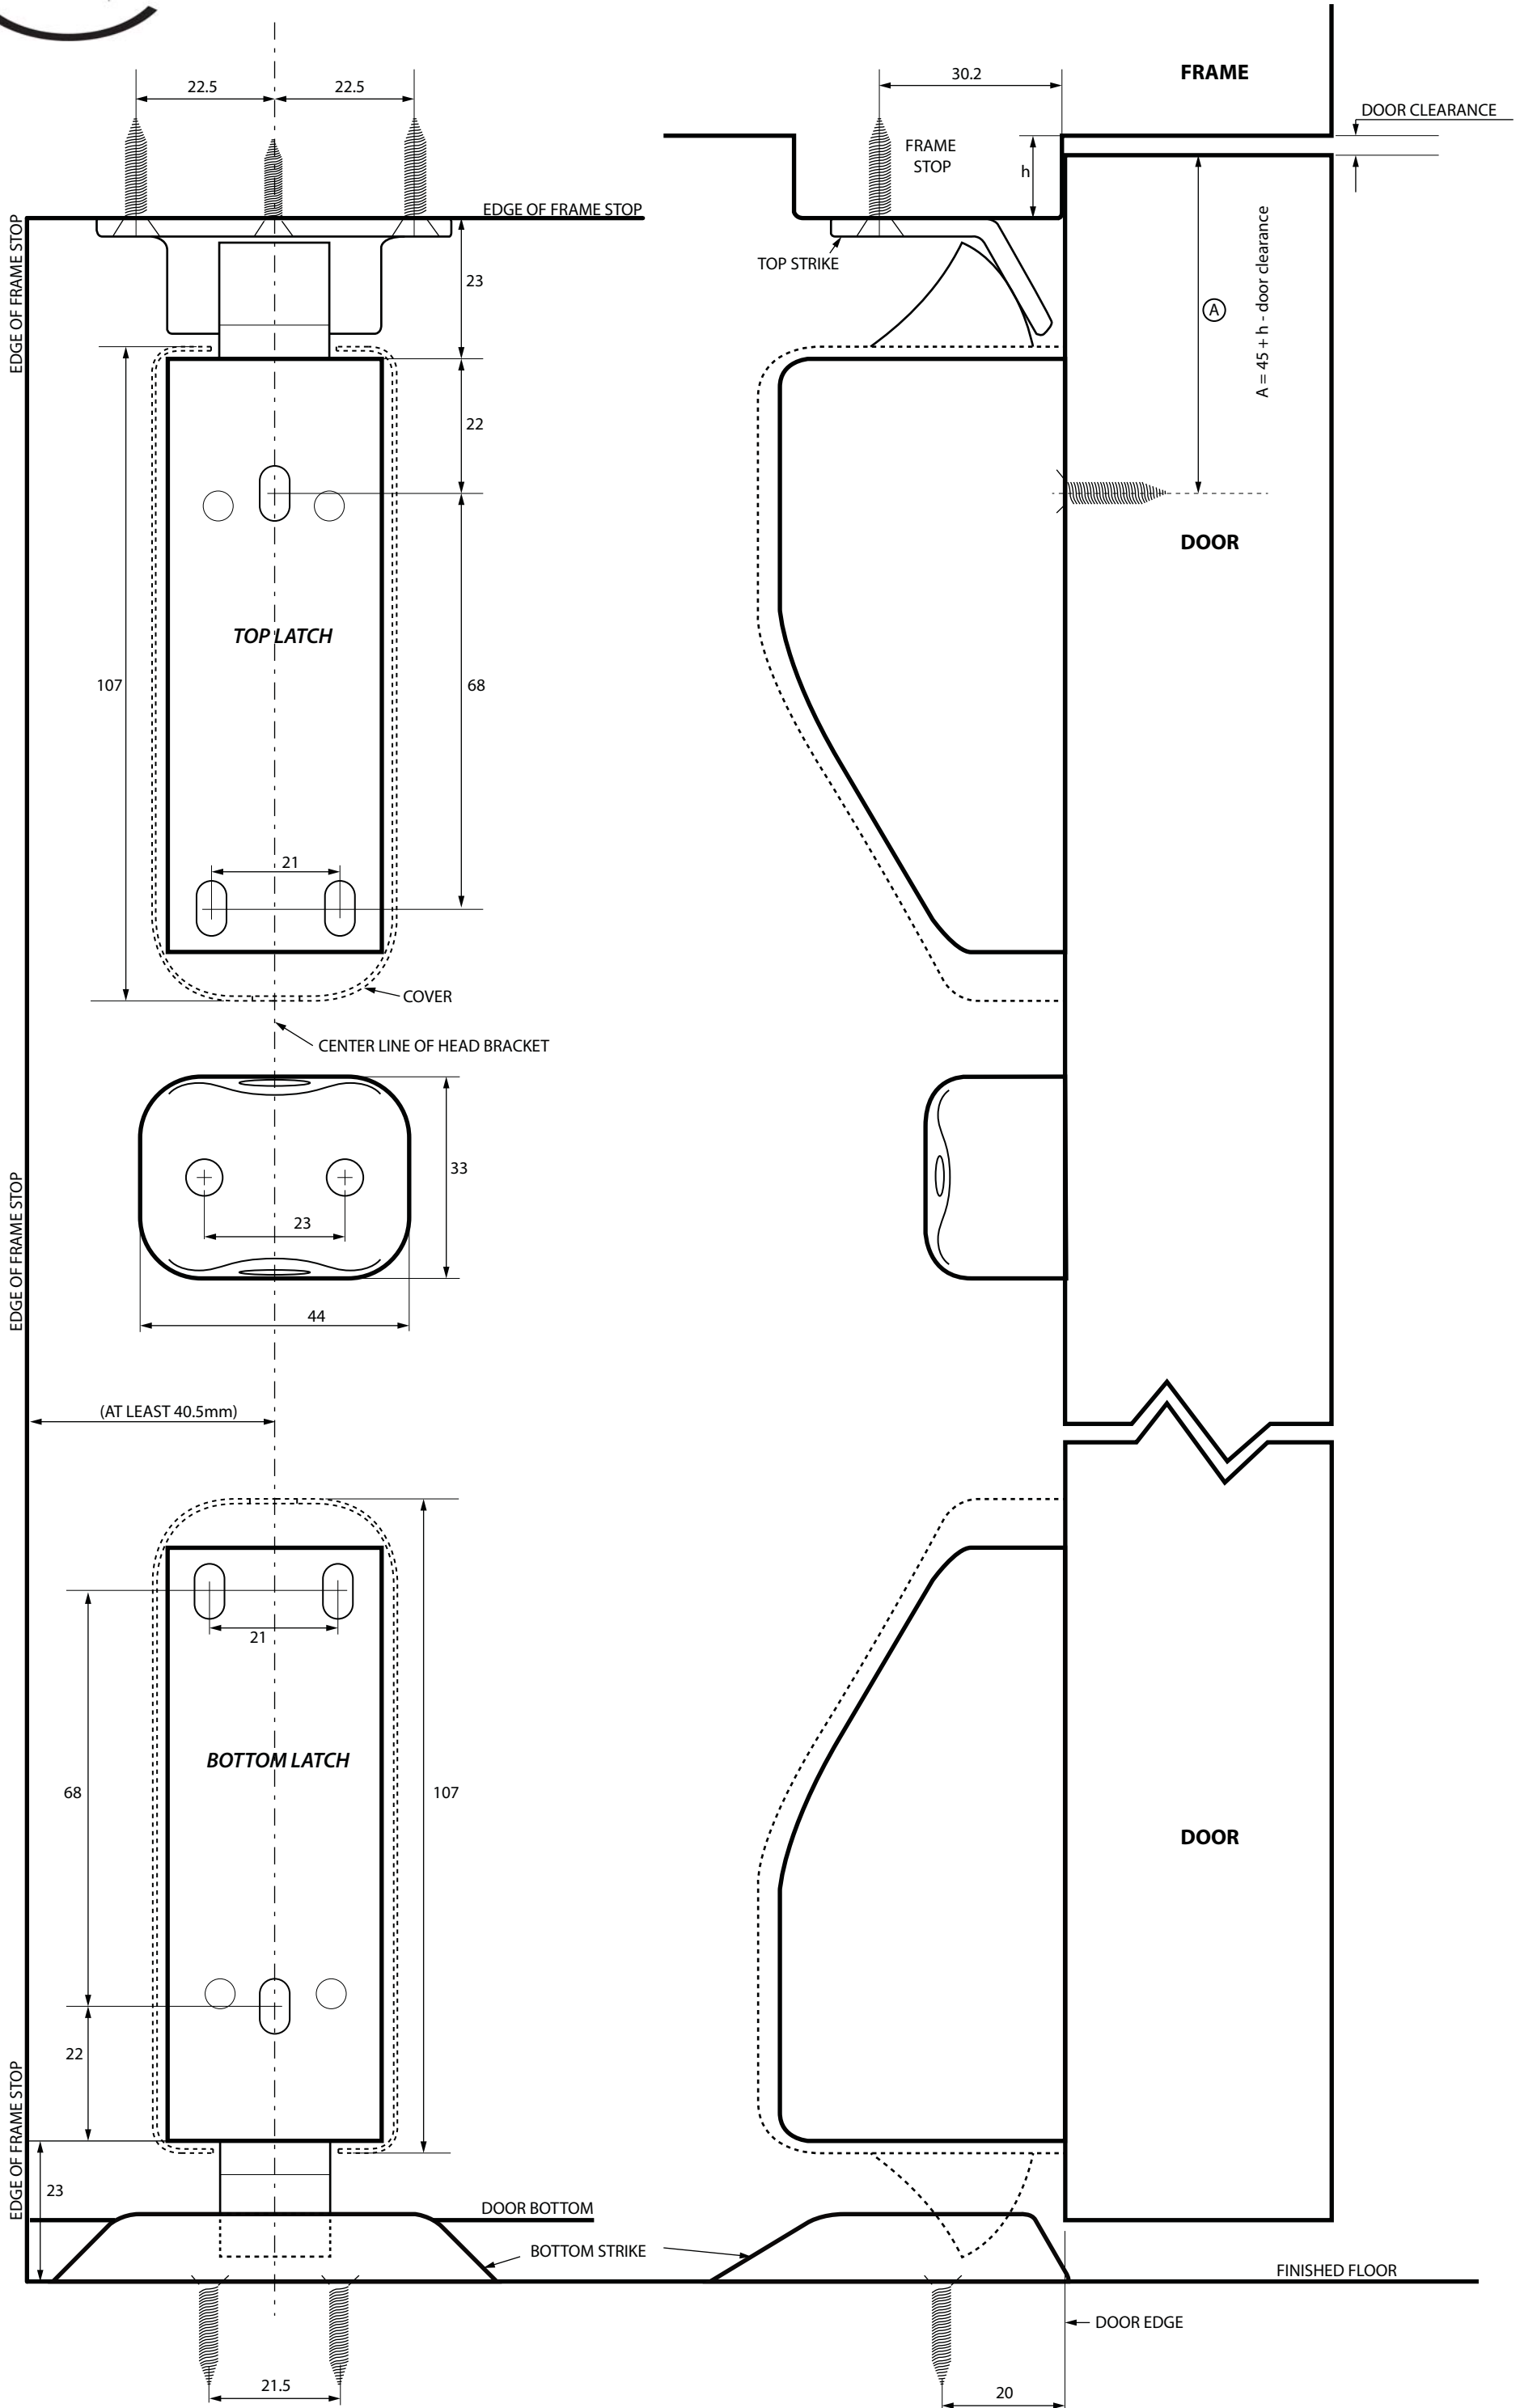 22.5
22.5
30.2
FRAME
DOOR CLEARANCE
FRAME
STOP
h
EDGE OF FRAME STOP
EDGE OF FRAME STOP
TOP STRIKE
23
A
A = 45 + h - door clearance
22
DOOR
TOP LATCH
107
68
21
COVER
CENTER LINE OF HEAD BRACKET
EDGE OF FRAME STOP
33
23
44
(AT LEAST 40.5mm)
21
BOTTOM LATCH
68
107
DOOR
22
EDGE OF FRAME STOP
23
DOOR BOTTOM
BOTTOM STRIKE
FINISHED FLOOR
DOOR EDGE
21.5
20